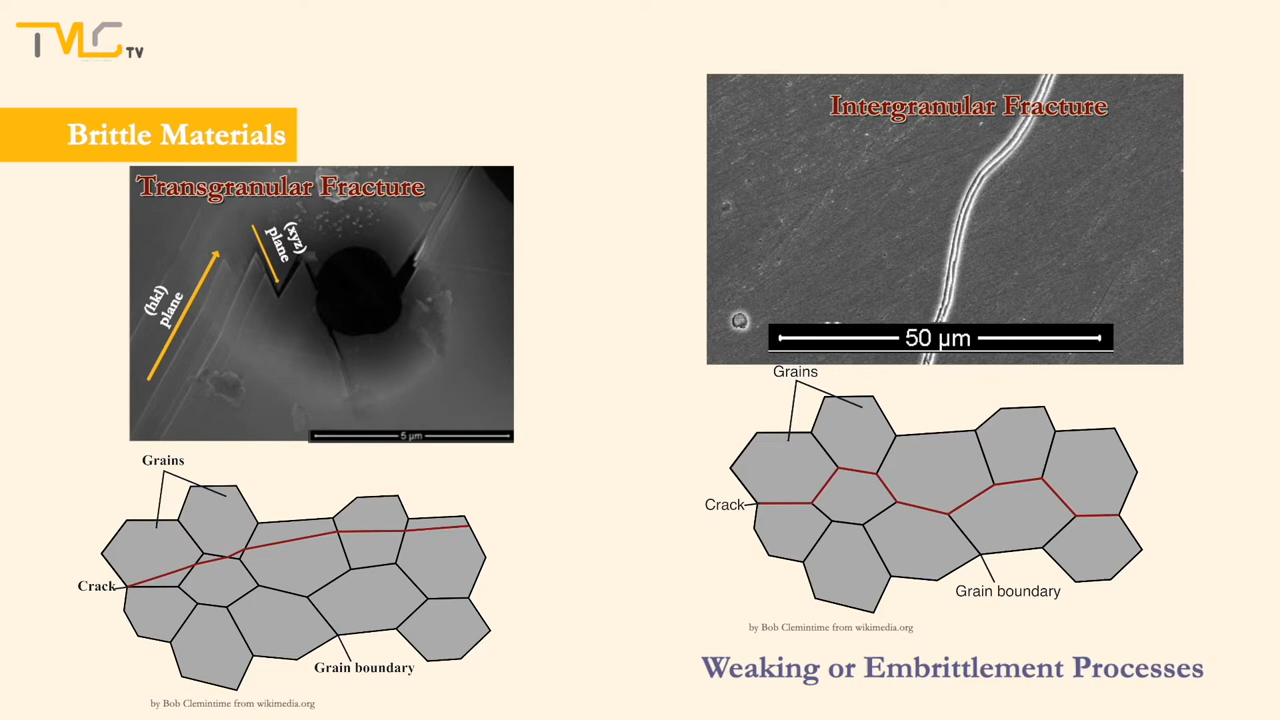 TMC TV
Brittle Materials
Transgranular Fracture
(hkl)
plane
(xyz)
plane
5 µm
Grains
Crack
Grain boundary
by Bob Clemintime from wikimedia.org
Intergranular Fracture
50 µm
Grains
Crack
Grain boundary
by Bob Clemintime from wikimedia.org
Weaking or Embrittlement Processes